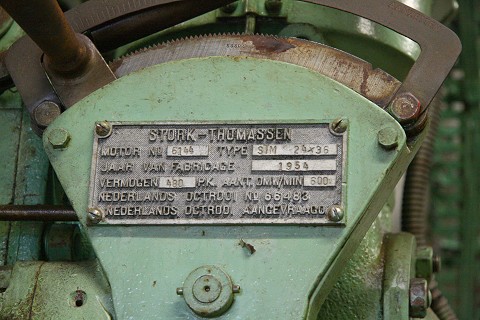 STORK-THOMASSEN
MOTOR No 6144 TYPE SIM 24x36
JAAR VAN FABRICAGE 1954
VERMOGEN 480 P.K. AANT. OMW/MIN 600
NEDERLANDS OCTROOI No 66483
NEDERLANDS, OCTROO. AANGEVRAAGD